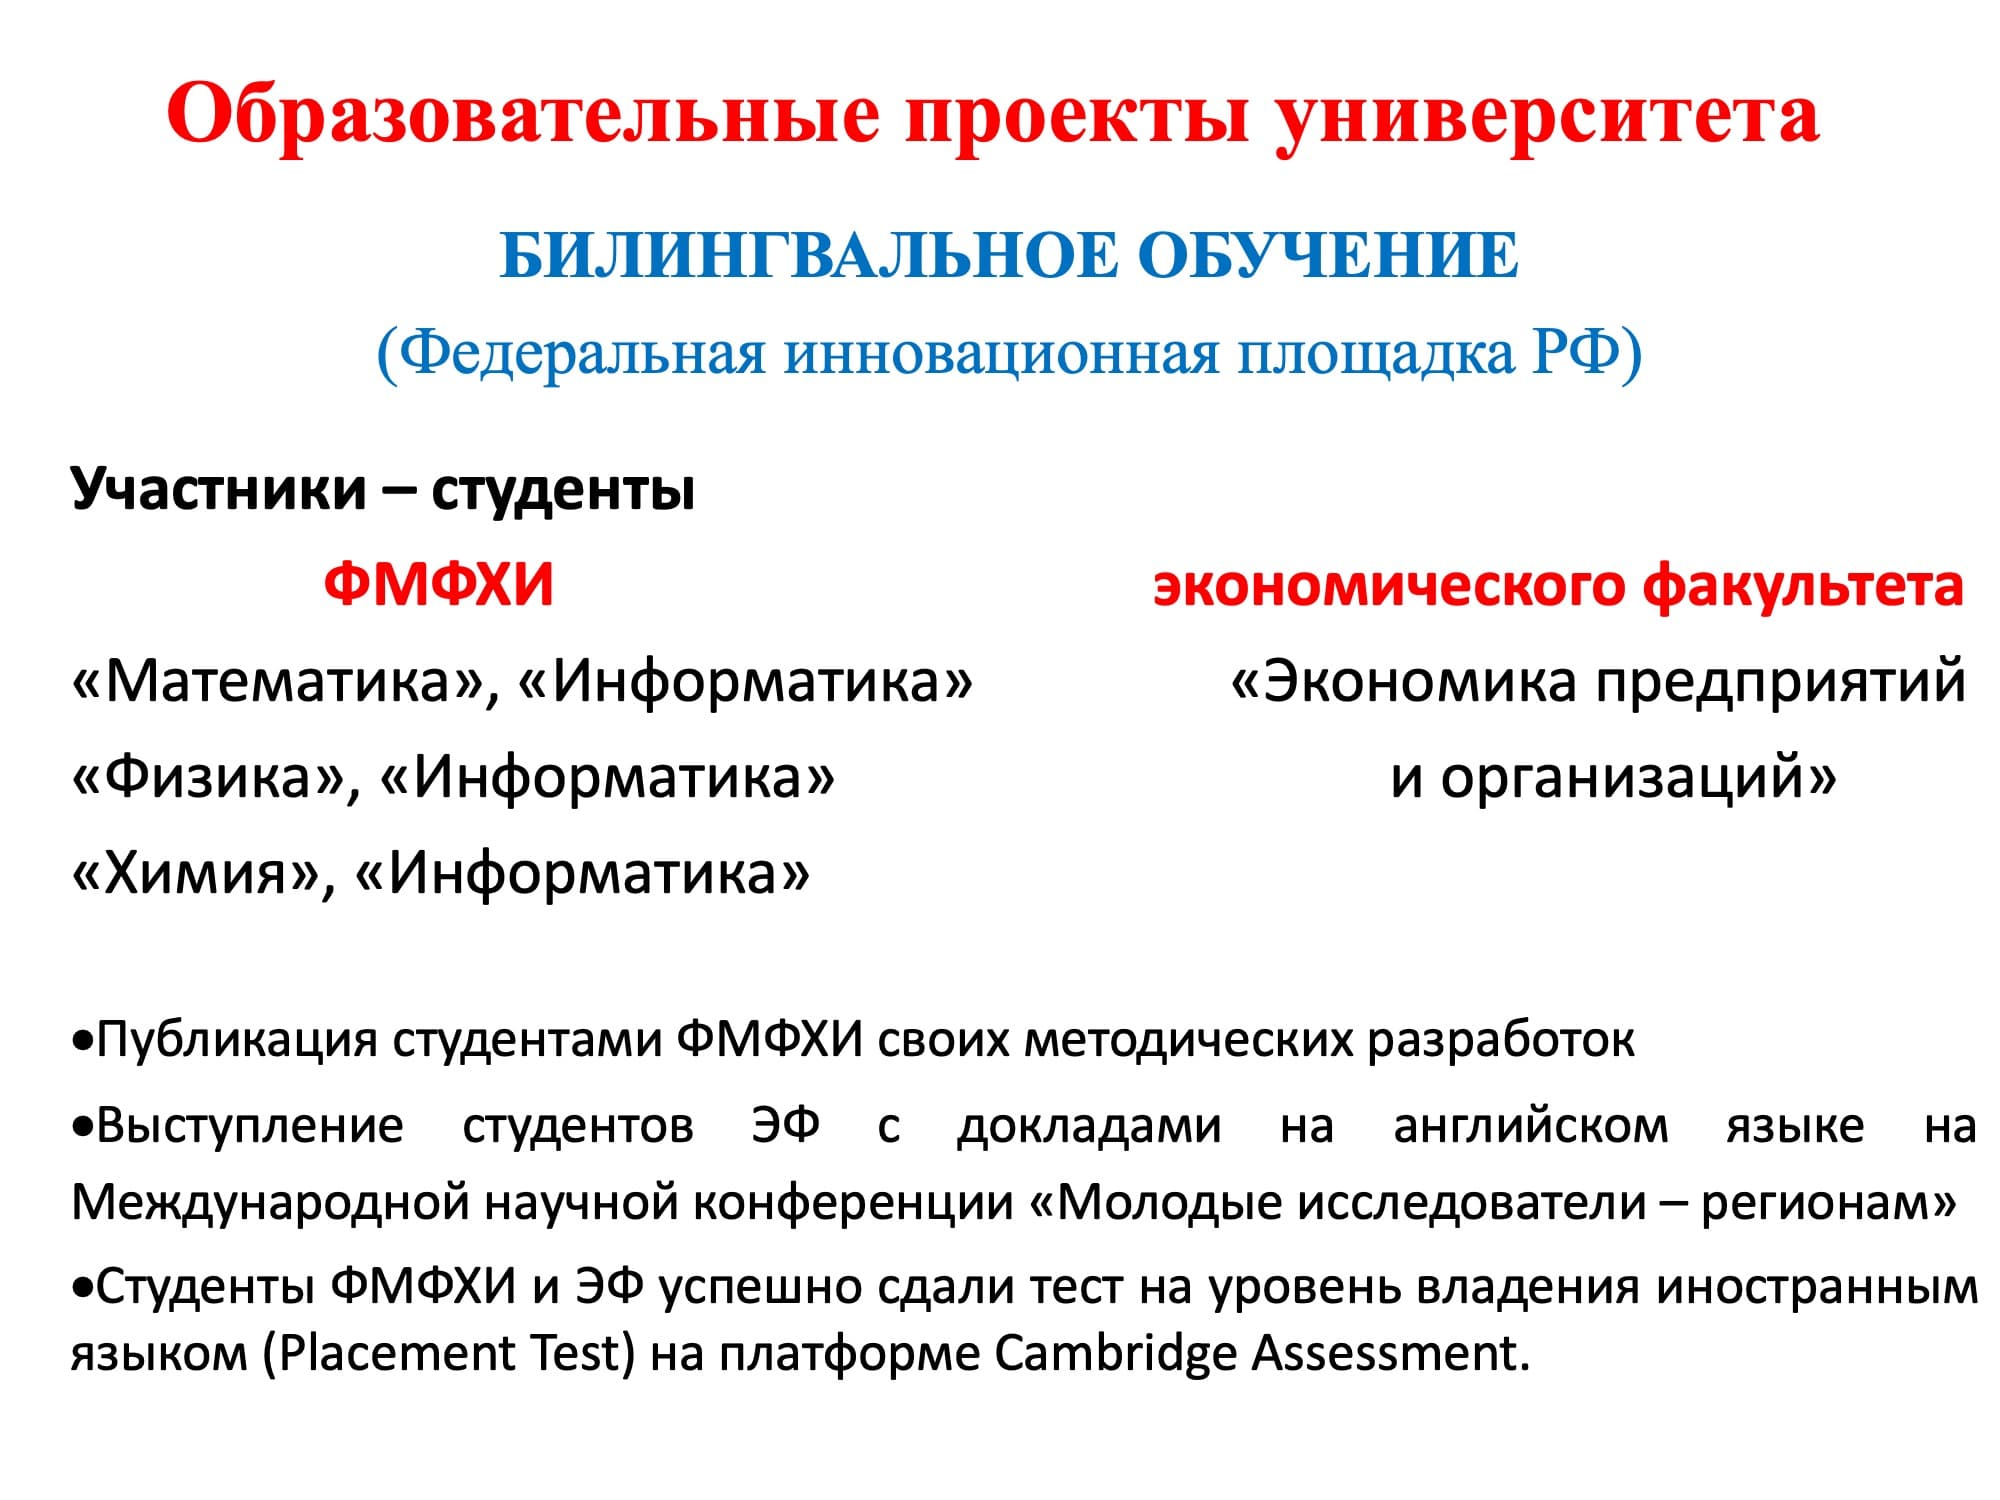 Образовательные проекты университета
БИЛИНГВАЛЬНОЕ ОБУЧЕНИЕ
(Федеральная инновационная площадка РФ)
Участники – студенты
ФМФХИ экономического факультета
«Математика», «Информатика» «Экономика предприятий
«Физика», «Информатика» и организаций»
«Химия», «Информатика»
•Публикация студентами ФМФХИ своих методических разработок
•Выступление студентов ЭФ с докладами на английском языке на
Международной научной конференции «Молодые исследователи – регионам»
•Студенты ФМФХИ и ЭФ успешно сдали тест на уровень владения иностранным
языком (Placement Test) на платформе Cambridge Assessment.